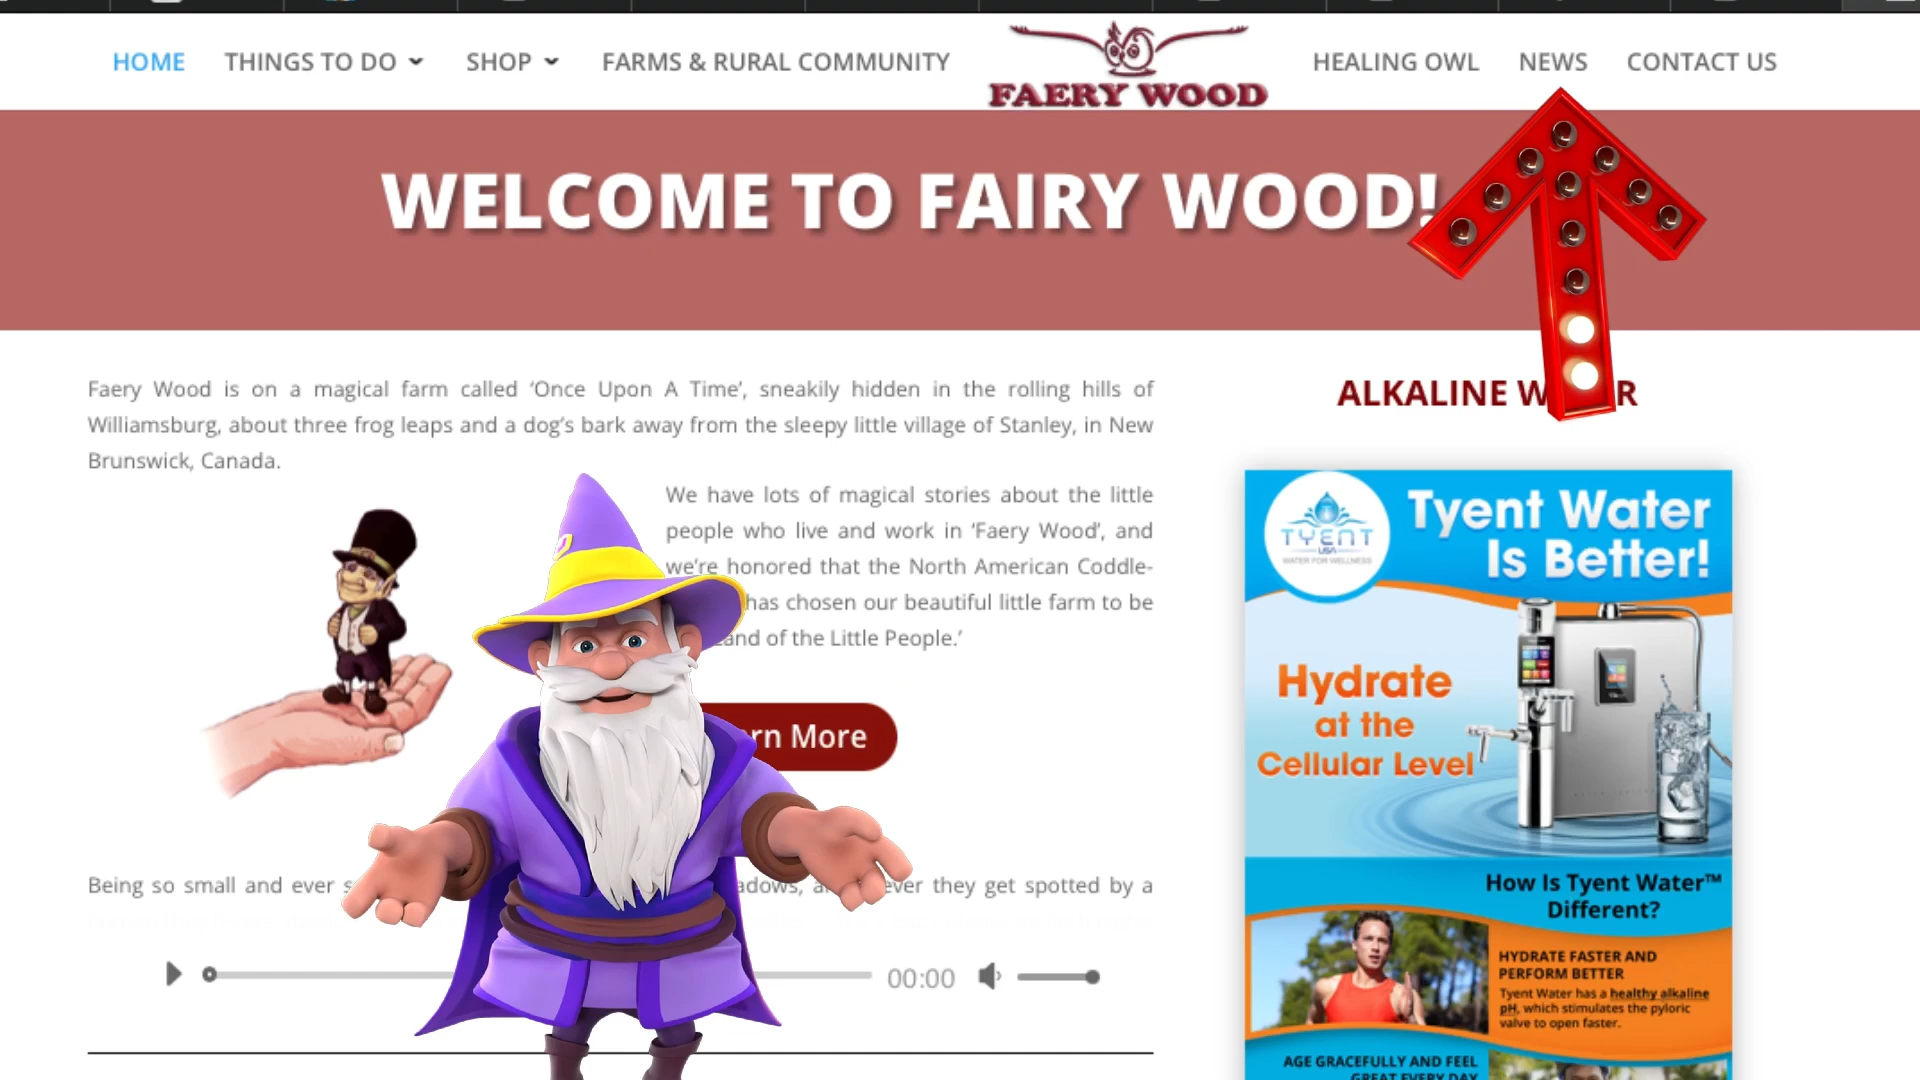 HOME THINGS TO DO SHOP FARMS & RURAL COMMUNITY FAERY WOOD HEALING OWL NEWS CONTACT US
WELCOME TO FAIRY WOOD!
Faery Wood is on a magical farm called ‘Once Upon A Time’, sneakily hidden in the rolling hills of
Williamsburg, about three frog leaps and a dog’s bark away from the sleepy little village of Stanley, in New
Brunswick, Canada.
We have lots of magical stories about the little
people who live and work in ‘Faery Wood’, and
we’re honored that the North American Coddle-
has chosen our beautiful little farm to be
Land of the Little People.’
More
Being so small and ever they get spotted by a
00:00
ALKALINE
TYENT
USA
WATER FOR WELLNESS
Tyent Water
Is Better!
Hydrate
at the
Cellular Level
How Is Tyent Water™
Different?
HYDRATE FASTER AND
PERFORM BETTER
Tyent Water has a healthy alkaline
pH, which stimulates the pyloric
valve to open faster.
AGE GRACEFULLY AND FEEL
GREAT EVERY DAY